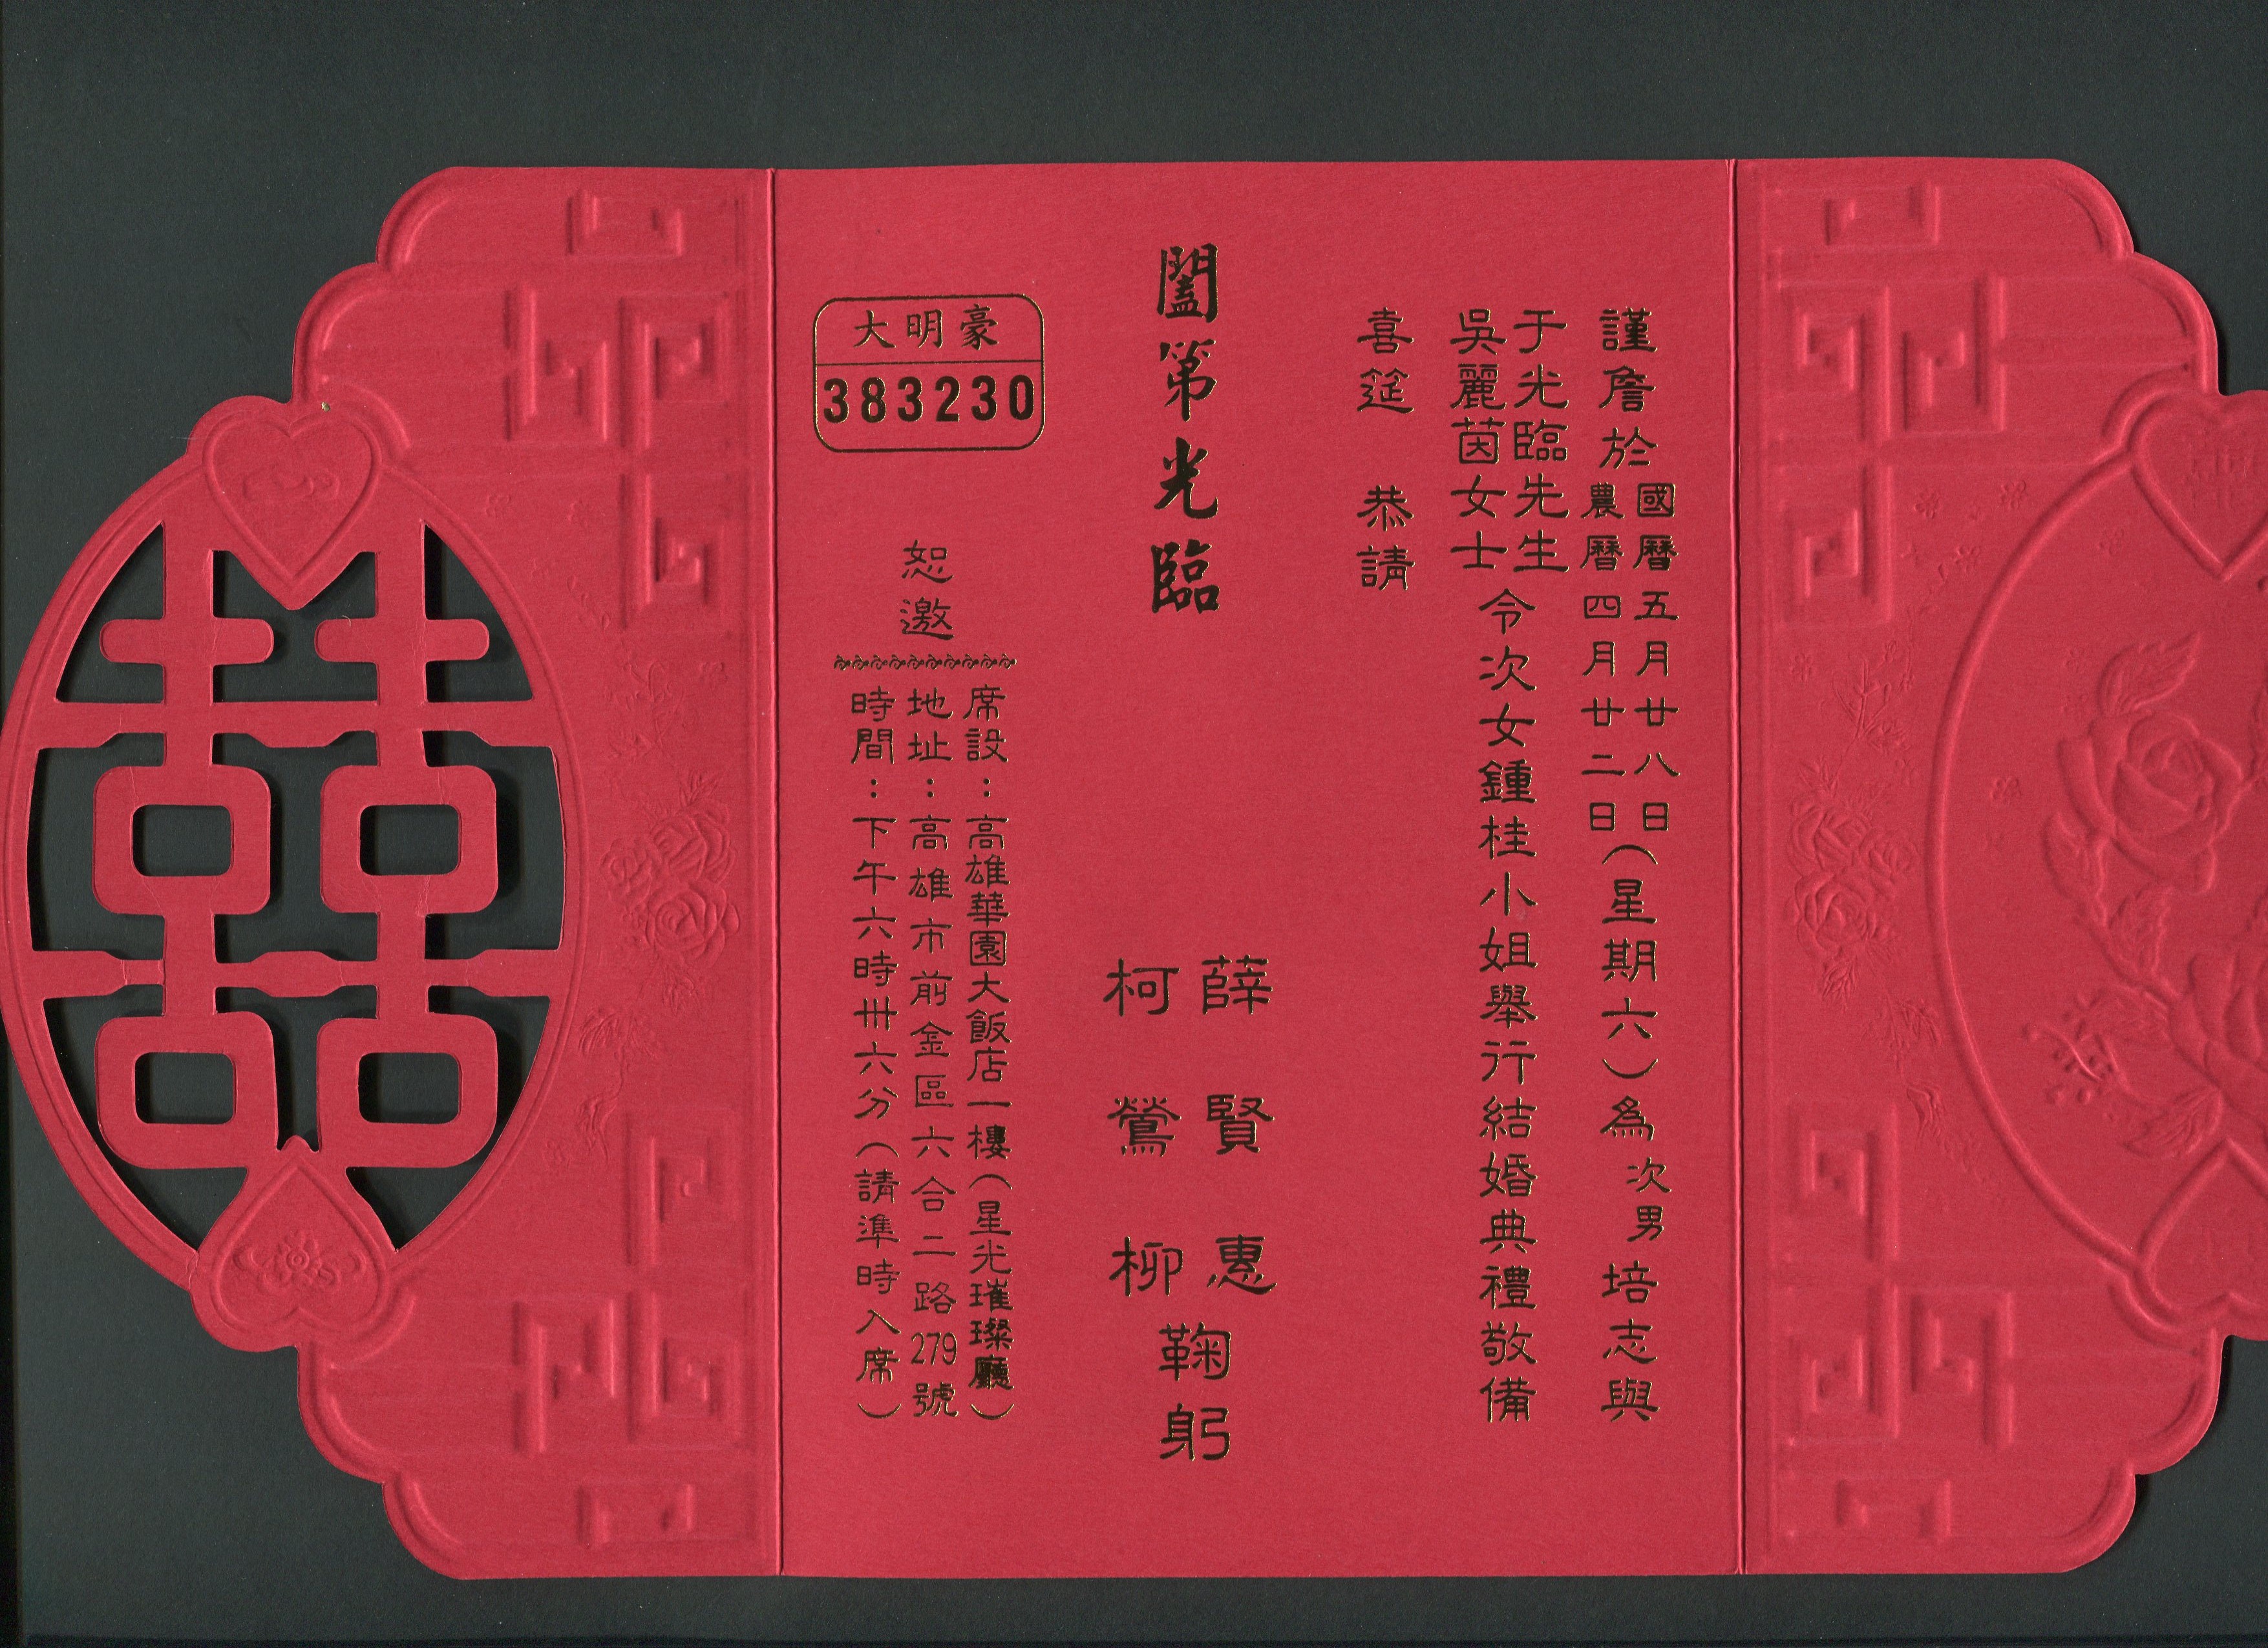 謹詹於國曆五月廿八日農曆四月廿二日(星期六)為次男培志與
于光臨先生
吳麗茵女士
令次女鍾桂小姐舉行結婚典禮敬備
喜筵 恭請
闔第光臨
薛賢惠
柯鶯柳
鞠躬
恕邀
席設:高雄華園大飯店一樓(星光璀璨廳)
地址:高雄市前金區六合二路279號
時間:下午六時卅六分(請準時入席)
大明豪
383230
囍